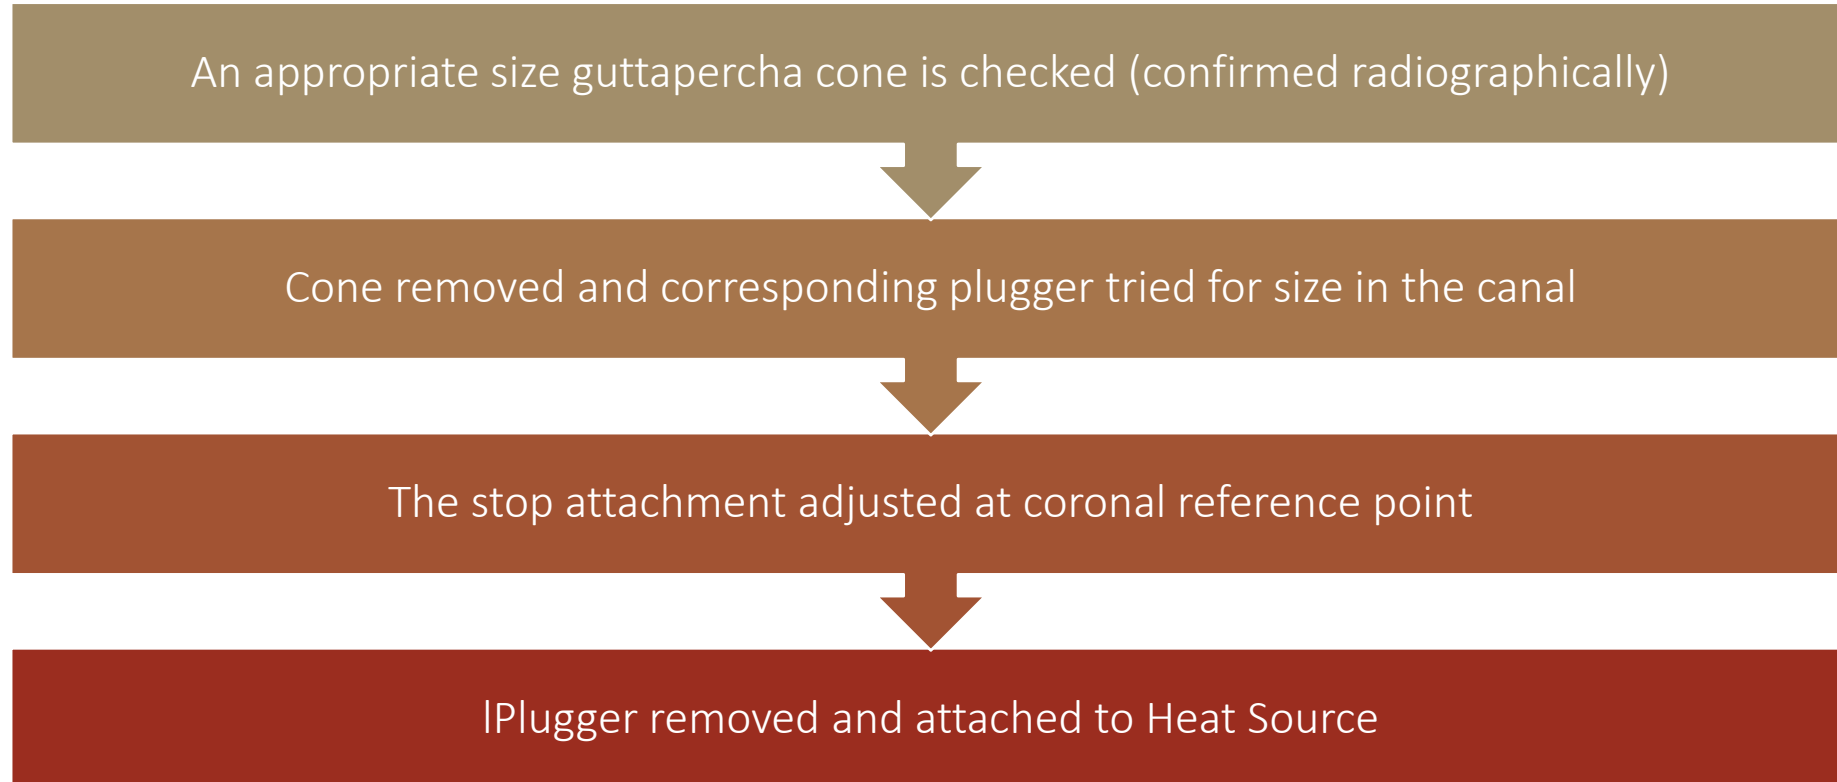 An appropriate size guttapercha cone is checked (confirmed radiographically)
Cone removed and corresponding plugger tried for size in the canal
The stop attachment adjusted at coronal reference point
lPlugger removed and attached to Heat Source